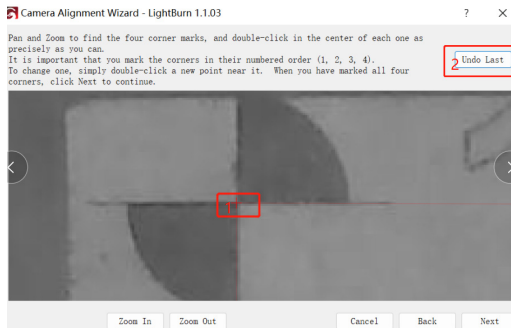 Camera Alignment Wizard - LightBurn 1.1.03
?
Pan and Zoom to find the four corner marks, and double-click in the center of each one as
precisely as you can.
It is important that you mark the corners in their numbered order (1, 2, 3, 4).
To change one, simply double-click a new point near it. When you have marked all four
corners, click Next to continue.
2 Undo Last
1
Zoom In Zoom Out Cancel Back Next